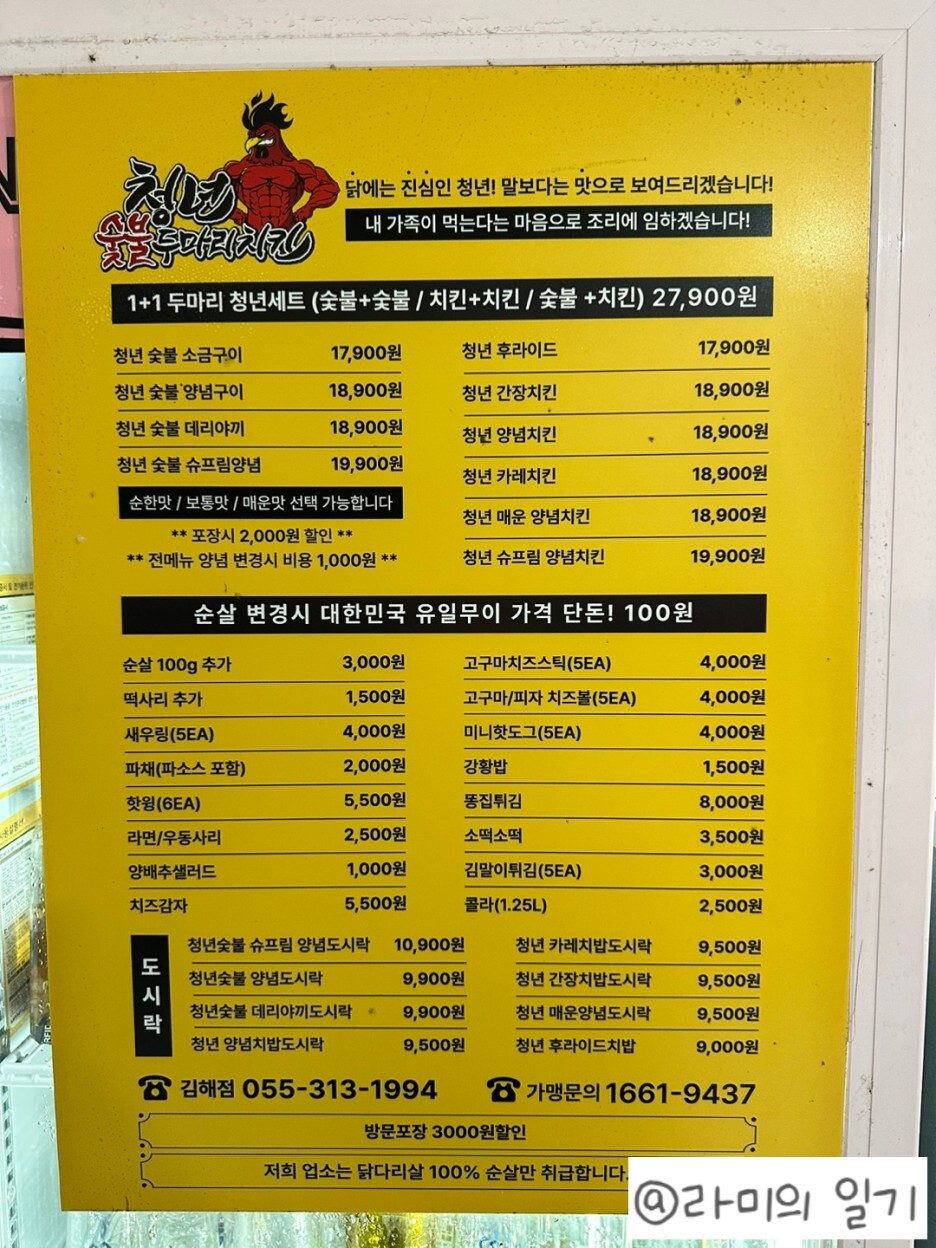 청년
숯불두마리치킨
닭에는 진심인 청년! 말보다는 맛으로 보여드리겠습니다!
내 가족이 먹는다는 마음으로 조리에 임하겠습니다!
1+1 두마리 청년세트 (숯불+숯불 / 치킨+치킨 / 숯불 +치킨) 27,900원
청년 숯불 소금구이 17,900원
청년 숯불 양념구이 18,900원
청년 숯불 데리야끼 18,900원
청년 숯불 슈프림양념 19,900원
순한맛 / 보통맛 / 매운맛 선택 가능합니다
** 포장시 2,000원 할인 **
** 전메뉴 양념 변경시 비용 1,000원 **
청년 후라이드 17,900원
청년 간장치킨 18,900원
청년 양념치킨 18,900원
청년 카레치킨 18,900원
청년 매운 양념치킨 18,900원
청년 슈프림 양념치킨 19,900원
순살 변경시 대한민국 유일무이 가격 단돈! 100원
순살 100g 추가 3,000원
떡사리 추가 1,500원
새우링(5EA) 4,000원
파채(파소스 포함) 2,000원
핫윙(6EA) 5,500원
라면/우동사리 2,500원
양배추샐러드 1,000원
치즈감자 5,500원
고구마치즈스틱(5EA) 4,000원
고구마/피자 치즈볼(5EA) 4,000원
미니핫도그(5EA) 4,000원
강황밥 1,500원
똥집튀김 8,000원
소떡소떡 3,500원
김말이튀김(5EA) 3,000원
콜라(1.25L) 2,500원
도시락
청년숯불 슈프림 양념도시락 10,900원
청년숯불 양념도시락 9,900원
청년숯불 데리야끼도시락 9,900원
청년 양념치밥도시락 9,500원
청년 카레치밥도시락 9,500원
청년 간장치밥도시락 9,500원
청년 매운양념도시락 9,500원
청년 후라이드치밥 9,000원
김해점 055-313-1994
가맹문의 1661-9437
방문포장 3000원할인
저희 업소는 닭다리살 100% 순살만 취급합니다.
@라미의 일기